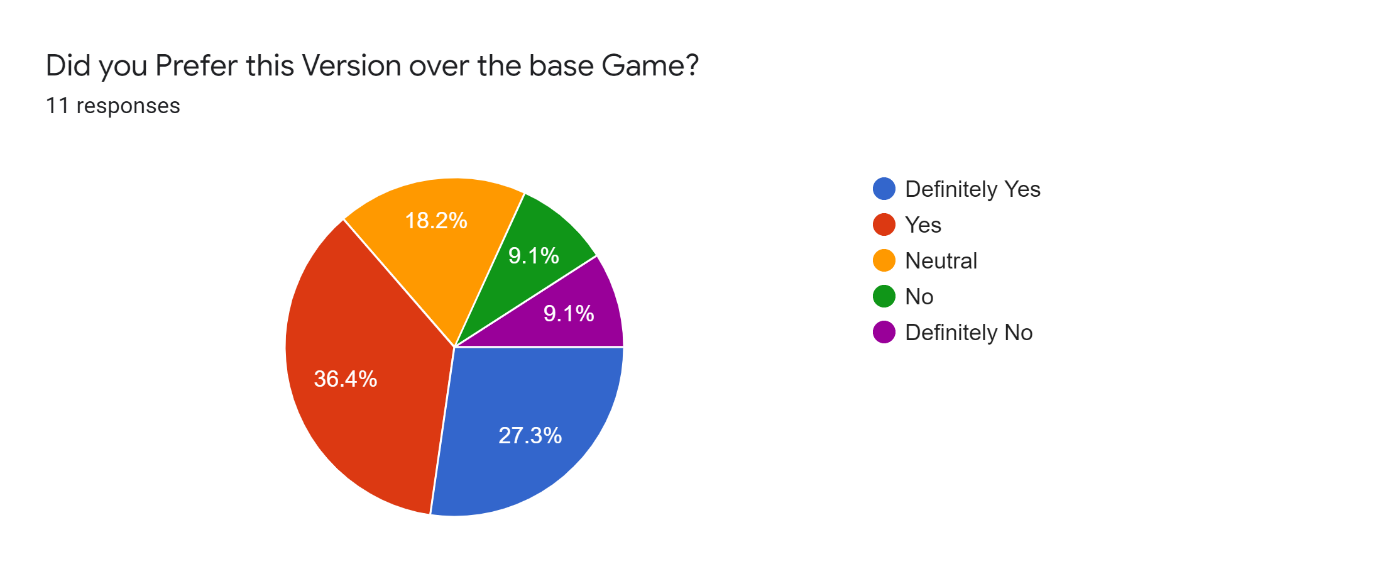 Did you Prefer this Version over the base Game?
11 responses
18.2%
9.1%
9.1%
36.4%
27.3%
Definitely Yes
Yes
Neutral
No
Definitely No